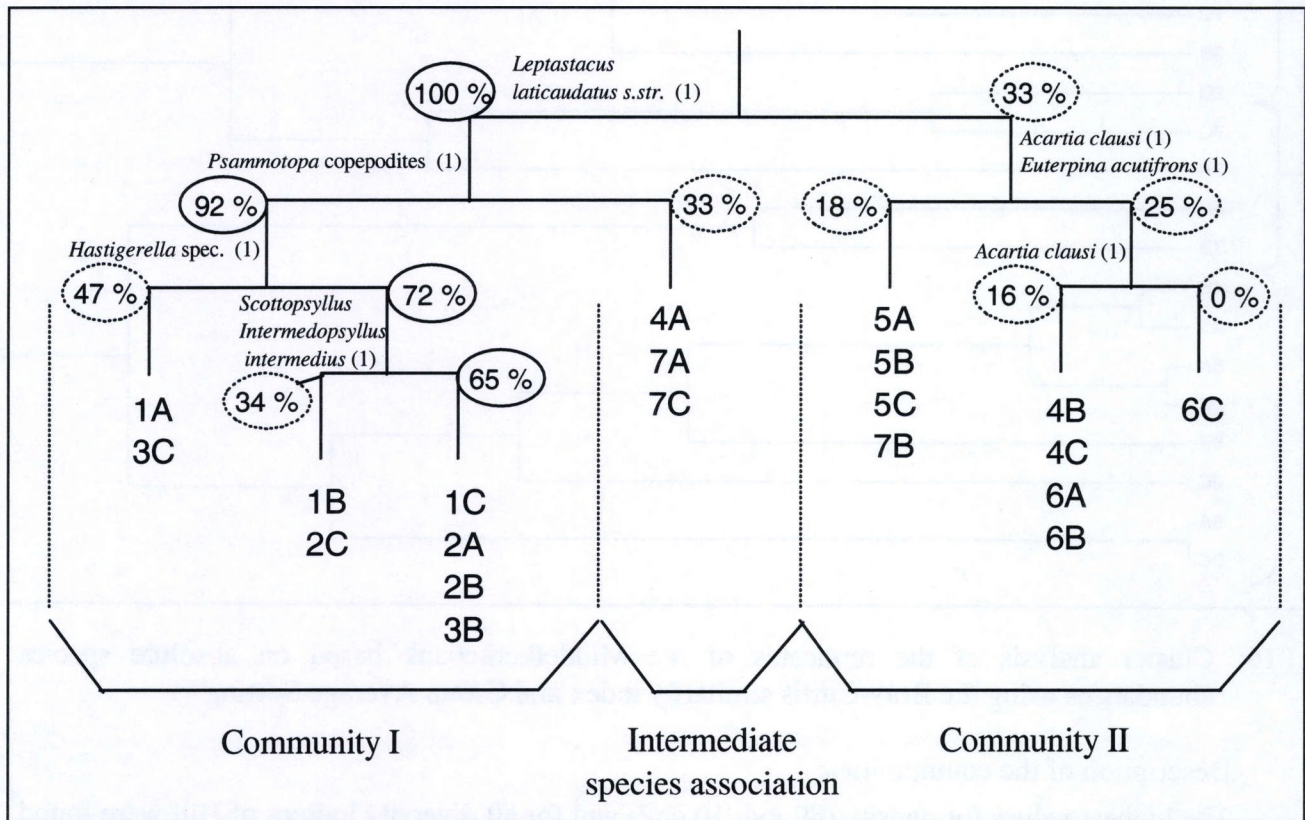 Leptastacus
laticaudatus s.str. (1)
100 %
33 %
Psammotopa copepodites (1)
Acartia clausi (1)
Euterpina acutifrons (1)
92 %
33 %
18 %
25 %
Hastigerella spec. (1)
Acartia clausi (1)
47 %
Scottopsyllus
Intermedopsyllus
intermedius (1)
72 %
16 %
0 %
34 %
65 %
1A
3C
1B
2C
1C
2A
2B
3B
4A
7A
7C
5A
5B
5C
7B
4B
4C
6A
6B
6C
Community I
Intermediate
species association
Community II